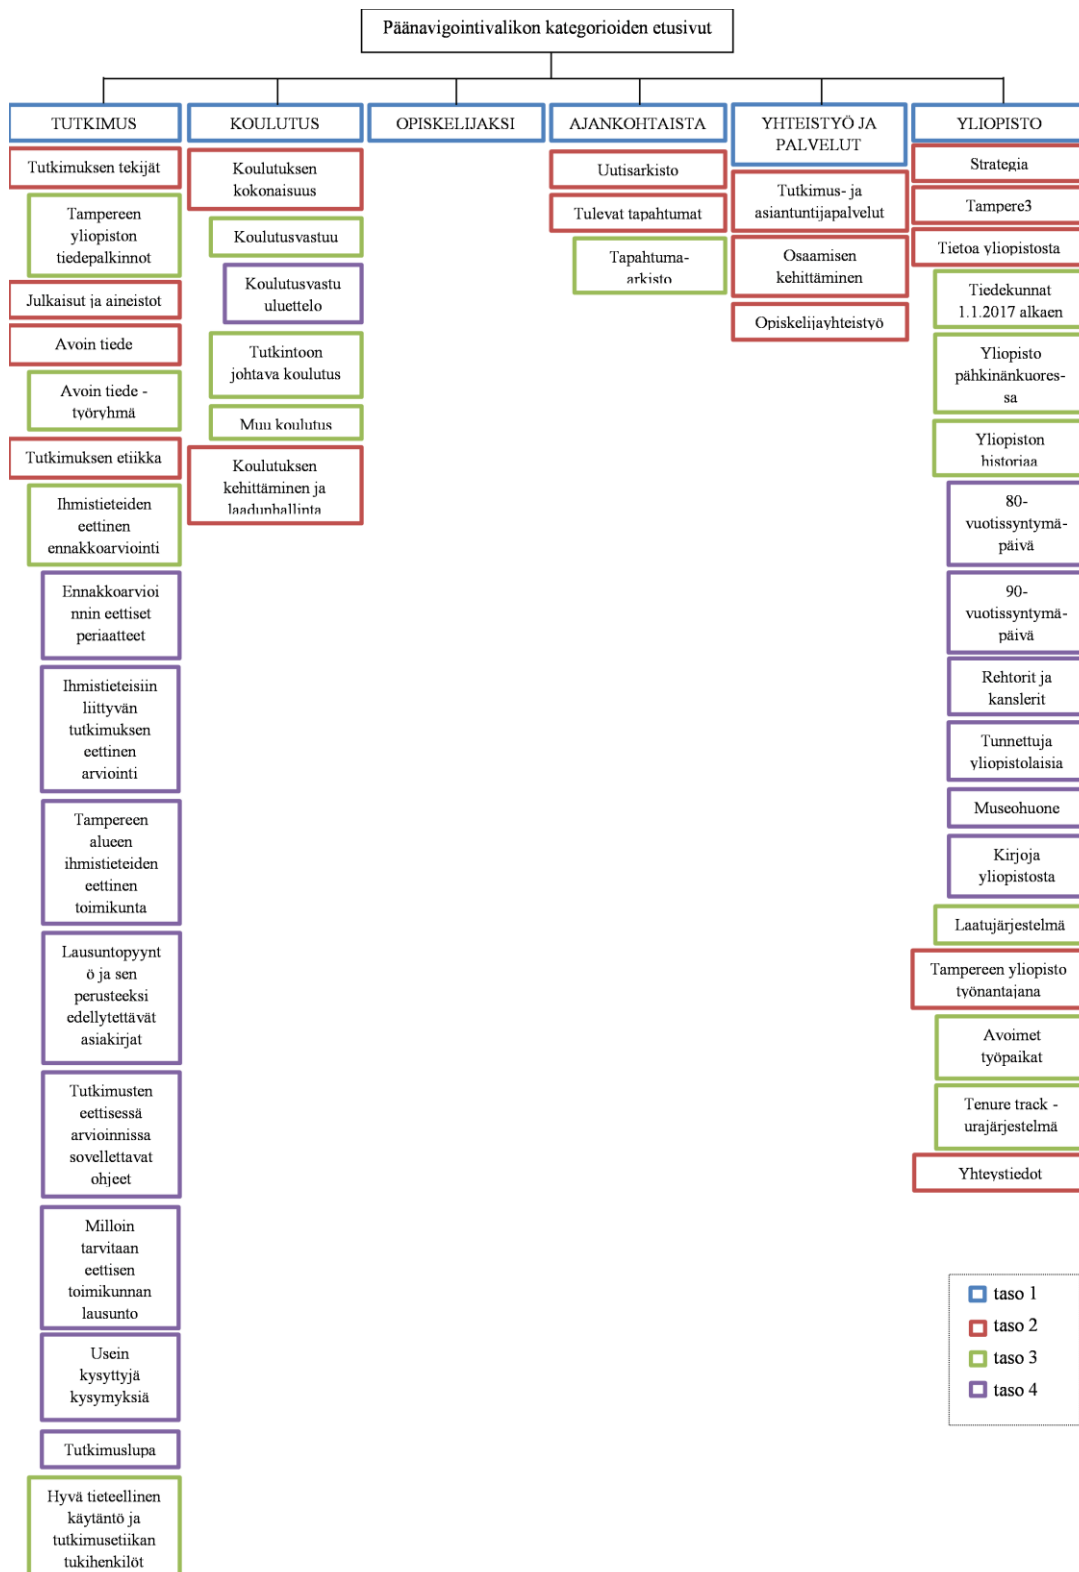 Päänavigointivalikon kategorioiden etusivut
TUTKIMUS
Tutkimuksen tekijät
Tampereen
yliopiston
tiedepalkinnot
Julkaisut ja aineistot
Avoin tiede
Avoin tiede -
työryhmä
Tutkimuksen etiikka
Ihmistieteiden
eettinen
ennakkoarviointi
Ennakkoarvioi
nnin eettiset
periaatteet
Ihmistieteisiin
liittyvän
tutkimuksen
eettinen
arviointi
Tampereen
alueen
ihmistieteiden
eettinen
toimikunta
Lausuntopyynt
ö ja sen
perusteeksi
edellytettävät
asiakirjat
Tutkimusten
eettisessä
arvioinnissa
sovellettavat
ohjeet
Milloin
tarvitaan
eettisen
toimikunnan
lausunto
Usein
kysyttyjä
kysymyksiä
Tutkimuslupa
Hyvä tieteellinen
käytäntö ja
tutkimusetiikan
tukihenkilöt
KOULUTUS
Koulutuksen
kokonaisuus
Koulutusvastuu
Koulutusvastu
uluettelo
Tutkintoon
johtava koulutus
Muu koulutus
Koulutuksen
kehittäminen ja
laadunhallinta
OPISKELIJAKSI
AJANKOHTAISTA
Uutisarkisto
Tulevat tapahtumat
Tapahtuma-
arkisto
YHTEISTYÖ JA
PALVELUT
Tutkimus- ja
asiantuntijapalvelut
Osaamisen
kehittäminen
Opiskelijayhteistyö
YLIOPISTO
Strategia
Tampere3
Tietoa yliopistosta
Tiedekunnat
1.1.2017 alkaen
Yliopisto
pähkinänkuores-
sa
Yliopiston
historiaa
80-
vuotissyntymä-
päivä
90-
vuotissyntymä-
päivä
Rehtorit ja
kanslerit
Tunnettuja
yliopistolaisia
Museohuone
Kirjoja
yliopistosta
Laatujärjestelmä
Tampereen yliopisto
työnantajana
Avoimet
työpaikat
Tenure track -
urajärjestelmä
Yhteystiedot
taso 1
taso 2
taso 3
taso 4